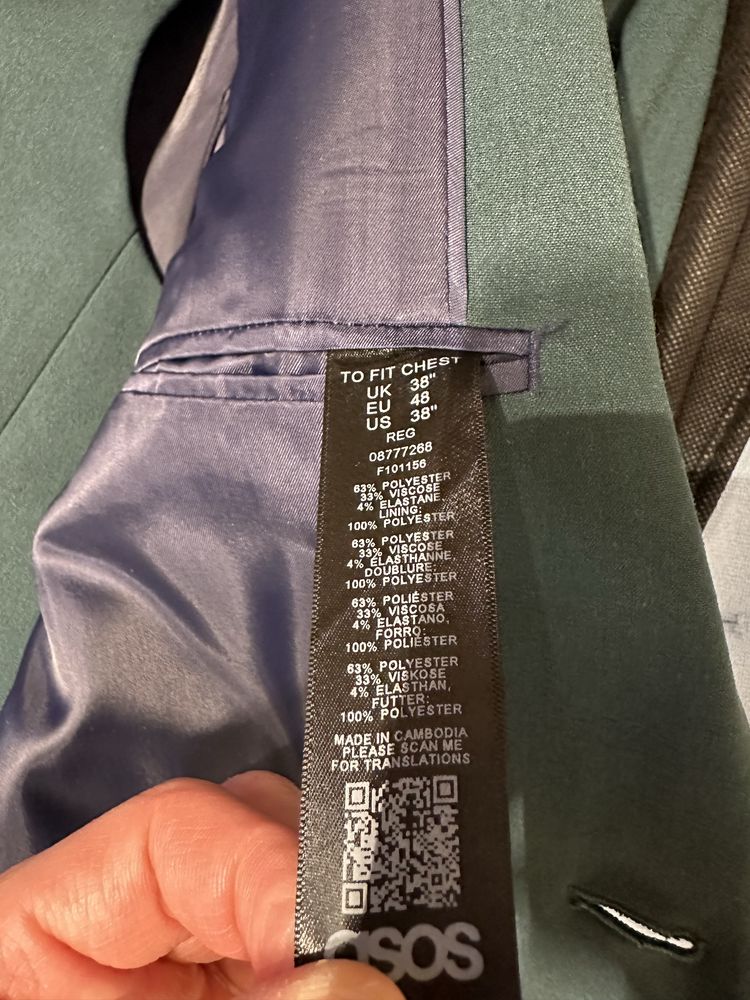 TO FIT CHEST
UK 38"
EU 48
US 38"
REG
08777268
F101156
63% POLYESTER
33% VISCOSE
4% ELASTANE
LINING:
100% POLYESTER
63% POLYESTER
33% VISCOSE
4% ÉLASTHANNE,
DOUBLURE:
100% POLYESTER
63% POLIÉSTER
33% VISCOSA
4% ELASTANO,
FORRO:
100% POLIÉSTER
63% POLYESTER
33% VISKOSE
4% ELASTHAN,
FUTTER:
100% POLYESTER
MADE IN CAMBODIA
PLEASE SCAN ME
FOR TRANSLATIONS
asos